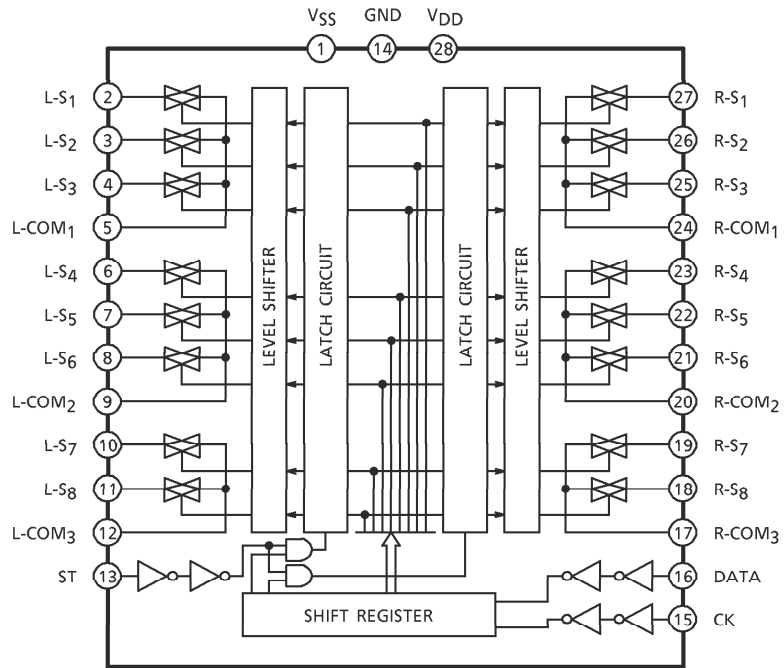 VSS GND VDD
1 14 28
L-S1 2 27 R-S1
L-S2 3 26 R-S2
L-S3 4 25 R-S3
L-COM1 5 24 R-COM1
L-S4 6 23 R-S4
L-S5 7 22 R-S5
L-S6 8 21 R-S6
L-COM2 9 20 R-COM2
L-S7 10 19 R-S7
L-S8 11 18 R-S8
L-COM3 12 17 R-COM3
LEVEL SHIFTER
LATCH CIRCUIT
LATCH CIRCUIT
LEVEL SHIFTER
ST 13 16 DATA
SHIFT REGISTER
15 CK